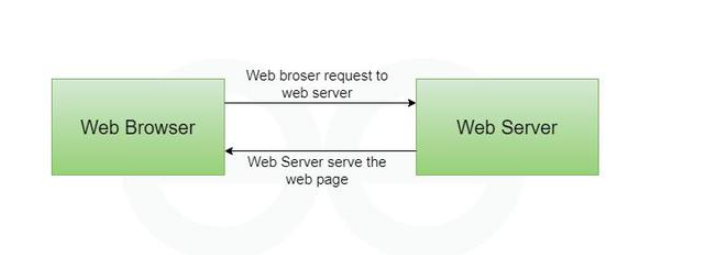 Web broser request to
web server
Web Browser
Web Server
Web Server serve the
web page